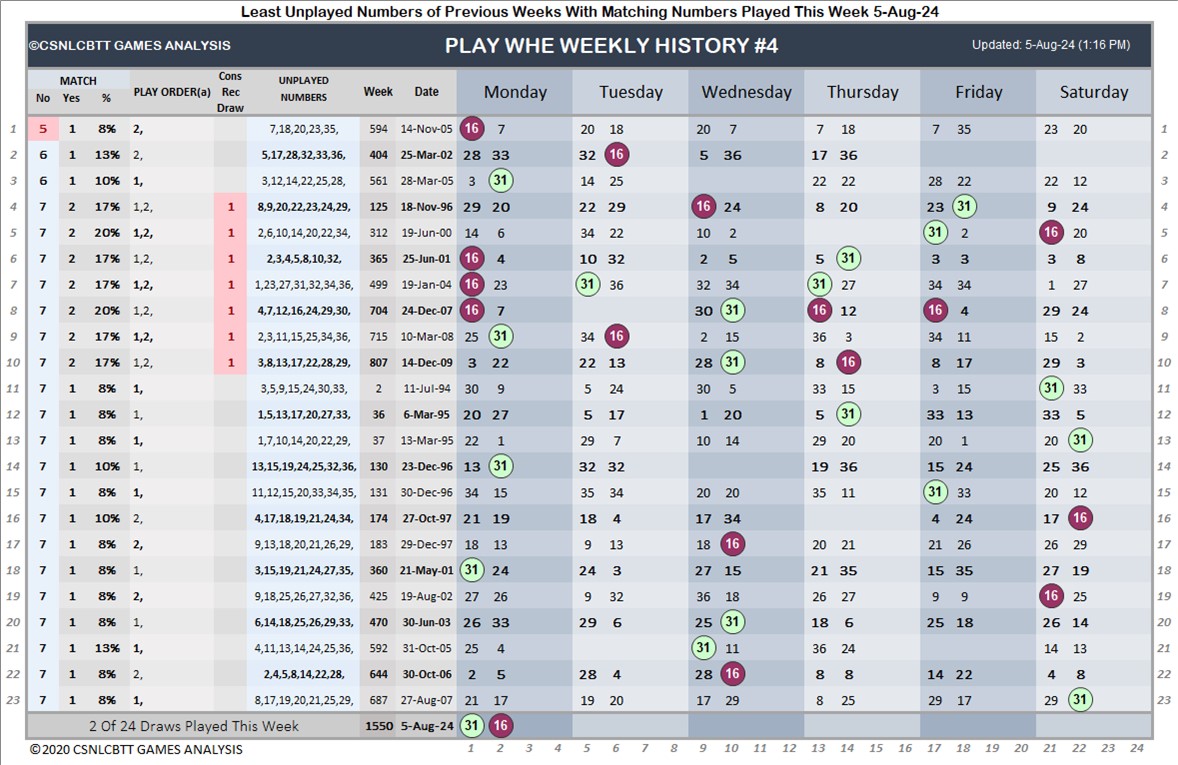 Least Unplayed Numbers of Previous Weeks With Matching Numbers Played This Week 5-Aug-24
©CSNLCBTT GAMES ANALYSIS PLAY WHE WEEKLY HISTORY #4 Updated: 5-Aug-24 (1:16 PM)
MATCH
No Yes %
PLAY ORDER(a)
Cons
Rec
Draw
UNPLAYED
NUMBERS
Week Date Monday Tuesday Wednesday Thursday Friday Saturday
1 5 1 8% 2, 7,18,20,23,35, 594 14-Nov-05 16 7 20 18 20 7 7 18 7 35 23 20 1
2 6 1 13% 2, 5,17,28,32,33,36, 404 25-Mar-02 28 33 32 16 5 36 17 36 2
3 6 1 10% 1, 3,12,14,22,25,28, 561 28-Mar-05 3 31 14 25 22 22 28 22 22 12 3
4 7 2 17% 1,2, 1 8,9,20,22,23,24,29, 125 18-Nov-96 29 20 22 29 16 24 8 20 23 31 9 24 4
5 7 2 20% 1,2, 1 2,6,10,14,20,22,34, 312 19-Jun-00 14 6 34 22 10 2 31 2 16 20 5
6 7 2 17% 1,2, 1 2,3,4,5,8,10,32, 365 25-Jun-01 16 4 10 32 2 5 5 31 3 3 3 8 6
7 7 2 17% 1,2, 1 1,23,27,31,32,34,36, 499 19-Jan-04 16 23 31 36 32 34 31 27 34 34 1 27 7
8 7 2 20% 1,2, 1 4,7,12,16,24,29,30, 704 24-Dec-07 16 7 30 31 16 12 16 4 29 24 8
9 7 2 17% 1,2, 1 2,3,11,15,25,34,36, 715 10-Mar-08 25 31 34 16 2 15 36 3 34 11 15 2 9
10 7 2 17% 1,2, 1 3,8,13,17,22,28,29, 807 14-Dec-09 3 22 22 13 28 31 8 16 8 17 29 3 10
11 7 1 8% 1, 3,5,9,15,24,30,33, 2 11-Jul-94 30 9 5 24 30 5 33 15 3 15 31 33 11
12 7 1 8% 1, 1,5,13,17,20,27,33, 36 6-Mar-95 20 27 5 17 1 20 5 31 33 13 33 5 12
13 7 1 8% 1, 1,7,10,14,20,22,29, 37 13-Mar-95 22 1 29 7 10 14 29 20 20 1 20 31 13
14 7 1 10% 1, 13,15,19,24,25,32,36, 130 23-Dec-96 13 31 32 32 19 36 15 24 25 36 14
15 7 1 8% 1, 11,12,15,20,33,34,35, 131 30-Dec-96 34 15 35 34 20 20 35 11 31 33 20 12 15
16 7 1 10% 2, 4,17,18,19,21,24,34, 174 27-Oct-97 21 19 18 4 17 34 4 24 17 16 16
17 7 1 8% 2, 9,13,18,20,21,26,29, 183 29-Dec-97 18 13 9 13 18 16 20 21 21 26 26 29 17
18 7 1 8% 1, 3,15,19,21,24,27,35, 360 21-May-01 31 24 24 3 27 15 21 35 15 35 27 19 18
19 7 1 8% 2, 9,18,25,26,27,32,36, 425 19-Aug-02 27 26 9 32 36 18 26 27 9 9 16 25 19
20 7 1 8% 1, 6,14,18,25,26,29,33, 470 30-Jun-03 26 33 29 6 25 31 18 6 25 18 26 14 20
21 7 1 13% 1, 4,11,13,14,24,25,36, 592 31-Oct-05 25 4 31 11 36 24 14 13 21
22 7 1 8% 2, 2,4,5,8,14,22,28, 644 30-Oct-06 2 5 28 4 28 16 8 8 14 22 4 8 22
23 7 1 8% 1, 8,17,19,20,21,25,29, 687 27-Aug-07 21 17 19 20 17 29 8 25 29 17 29 31 23
2 Of 24 Draws Played This Week 1550 5-Aug-24 31 16
©2020 CSNLCBTT GAMES ANALYSIS 1 2 3 4 5 6 7 8 9 10 11 12 13 14 15 16 17 18 19 20 21 22 23 24